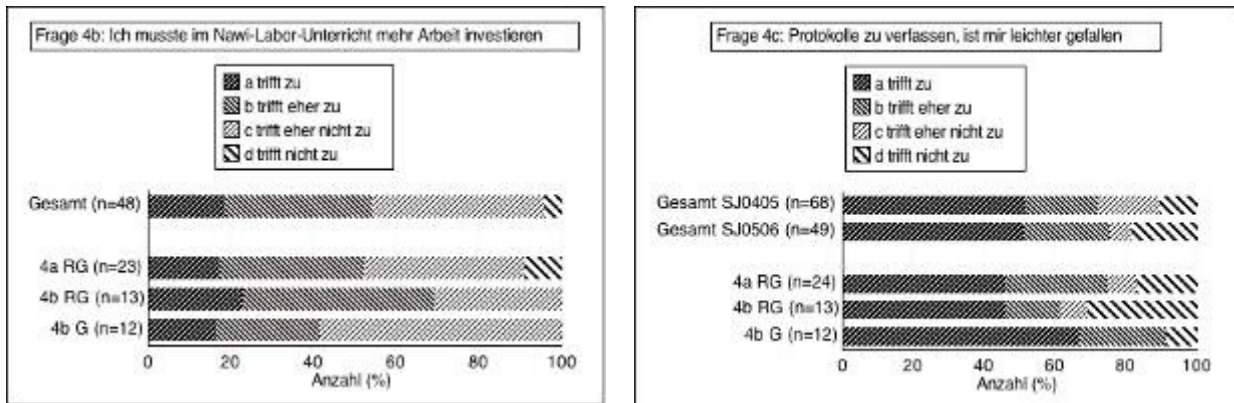 Frage 4b: Ich musste im Nawi-Labor-Unterricht mehr Arbeit investieren
a trifft zu
b trifft eher zu
c trifft eher nicht zu
d trifft nicht zu
Gesamt (n=48)
4a RG (n=23)
4b RG (n=13)
4b G (n=12)
0 20 40 60 80 100
Anzahl (%)
Frage 4c: Protokolle zu verfassen, ist mir leichter gefallen
a trifft zu
b trifft eher zu
c trifft eher nicht zu
d trifft nicht zu
Gesamt SJ0405 (n=68)
Gesamt SJ0506 (n=49)
4a RG (n=24)
4b RG (n=13)
4b G (n=12)
0 20 40 60 80 100
Anzahl (%)